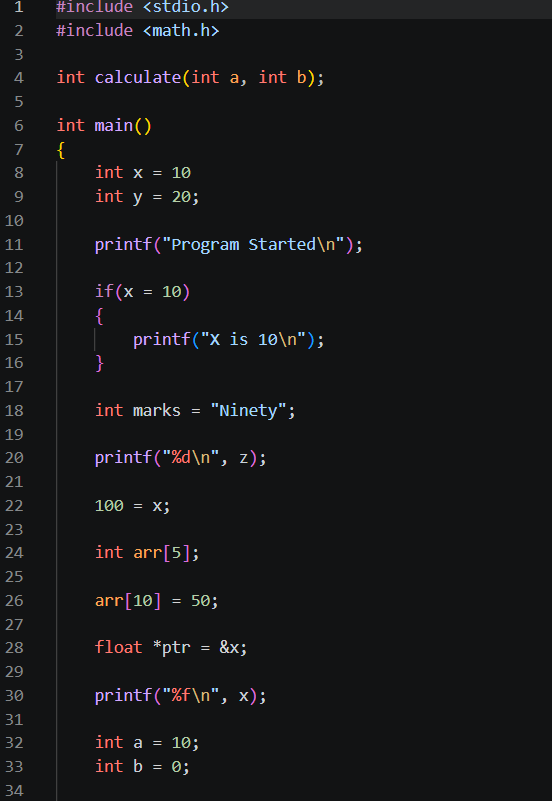 1 #include <stdio.h>
2 #include <math.h>
3
4 int calculate(int a, int b);
5
6 int main()
7 {
8     int x = 10
9     int y = 20;
10
11     printf("Program Started\n");
12
13     if(x = 10)
14     {
15         printf("X is 10\n");
16     }
17
18     int marks = "Ninety";
19
20     printf("%d\n", z);
21
22     100 = x;
23
24     int arr[5];
25
26     arr[10] = 50;
27
28     float *ptr = &x;
29
30     printf("%f\n", x);
31
32     int a = 10;
33     int b = 0;
34